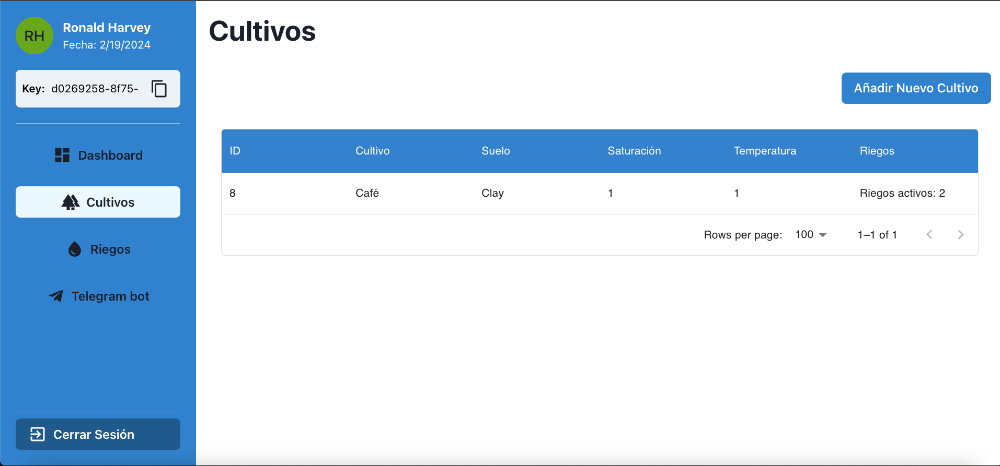 RH
Ronald Harvey
Fecha: 2/19/2024
Key: d0269258-8f75-
Dashboard
Cultivos
Riegos
Telegram bot
Cerrar Sesión
Cultivos
Añadir Nuevo Cultivo
ID Cultivo Suelo Saturación Temperatura Riegos
8 Café Clay 1 1 Riegos activos: 2
Rows per page: 100 1–1 of 1